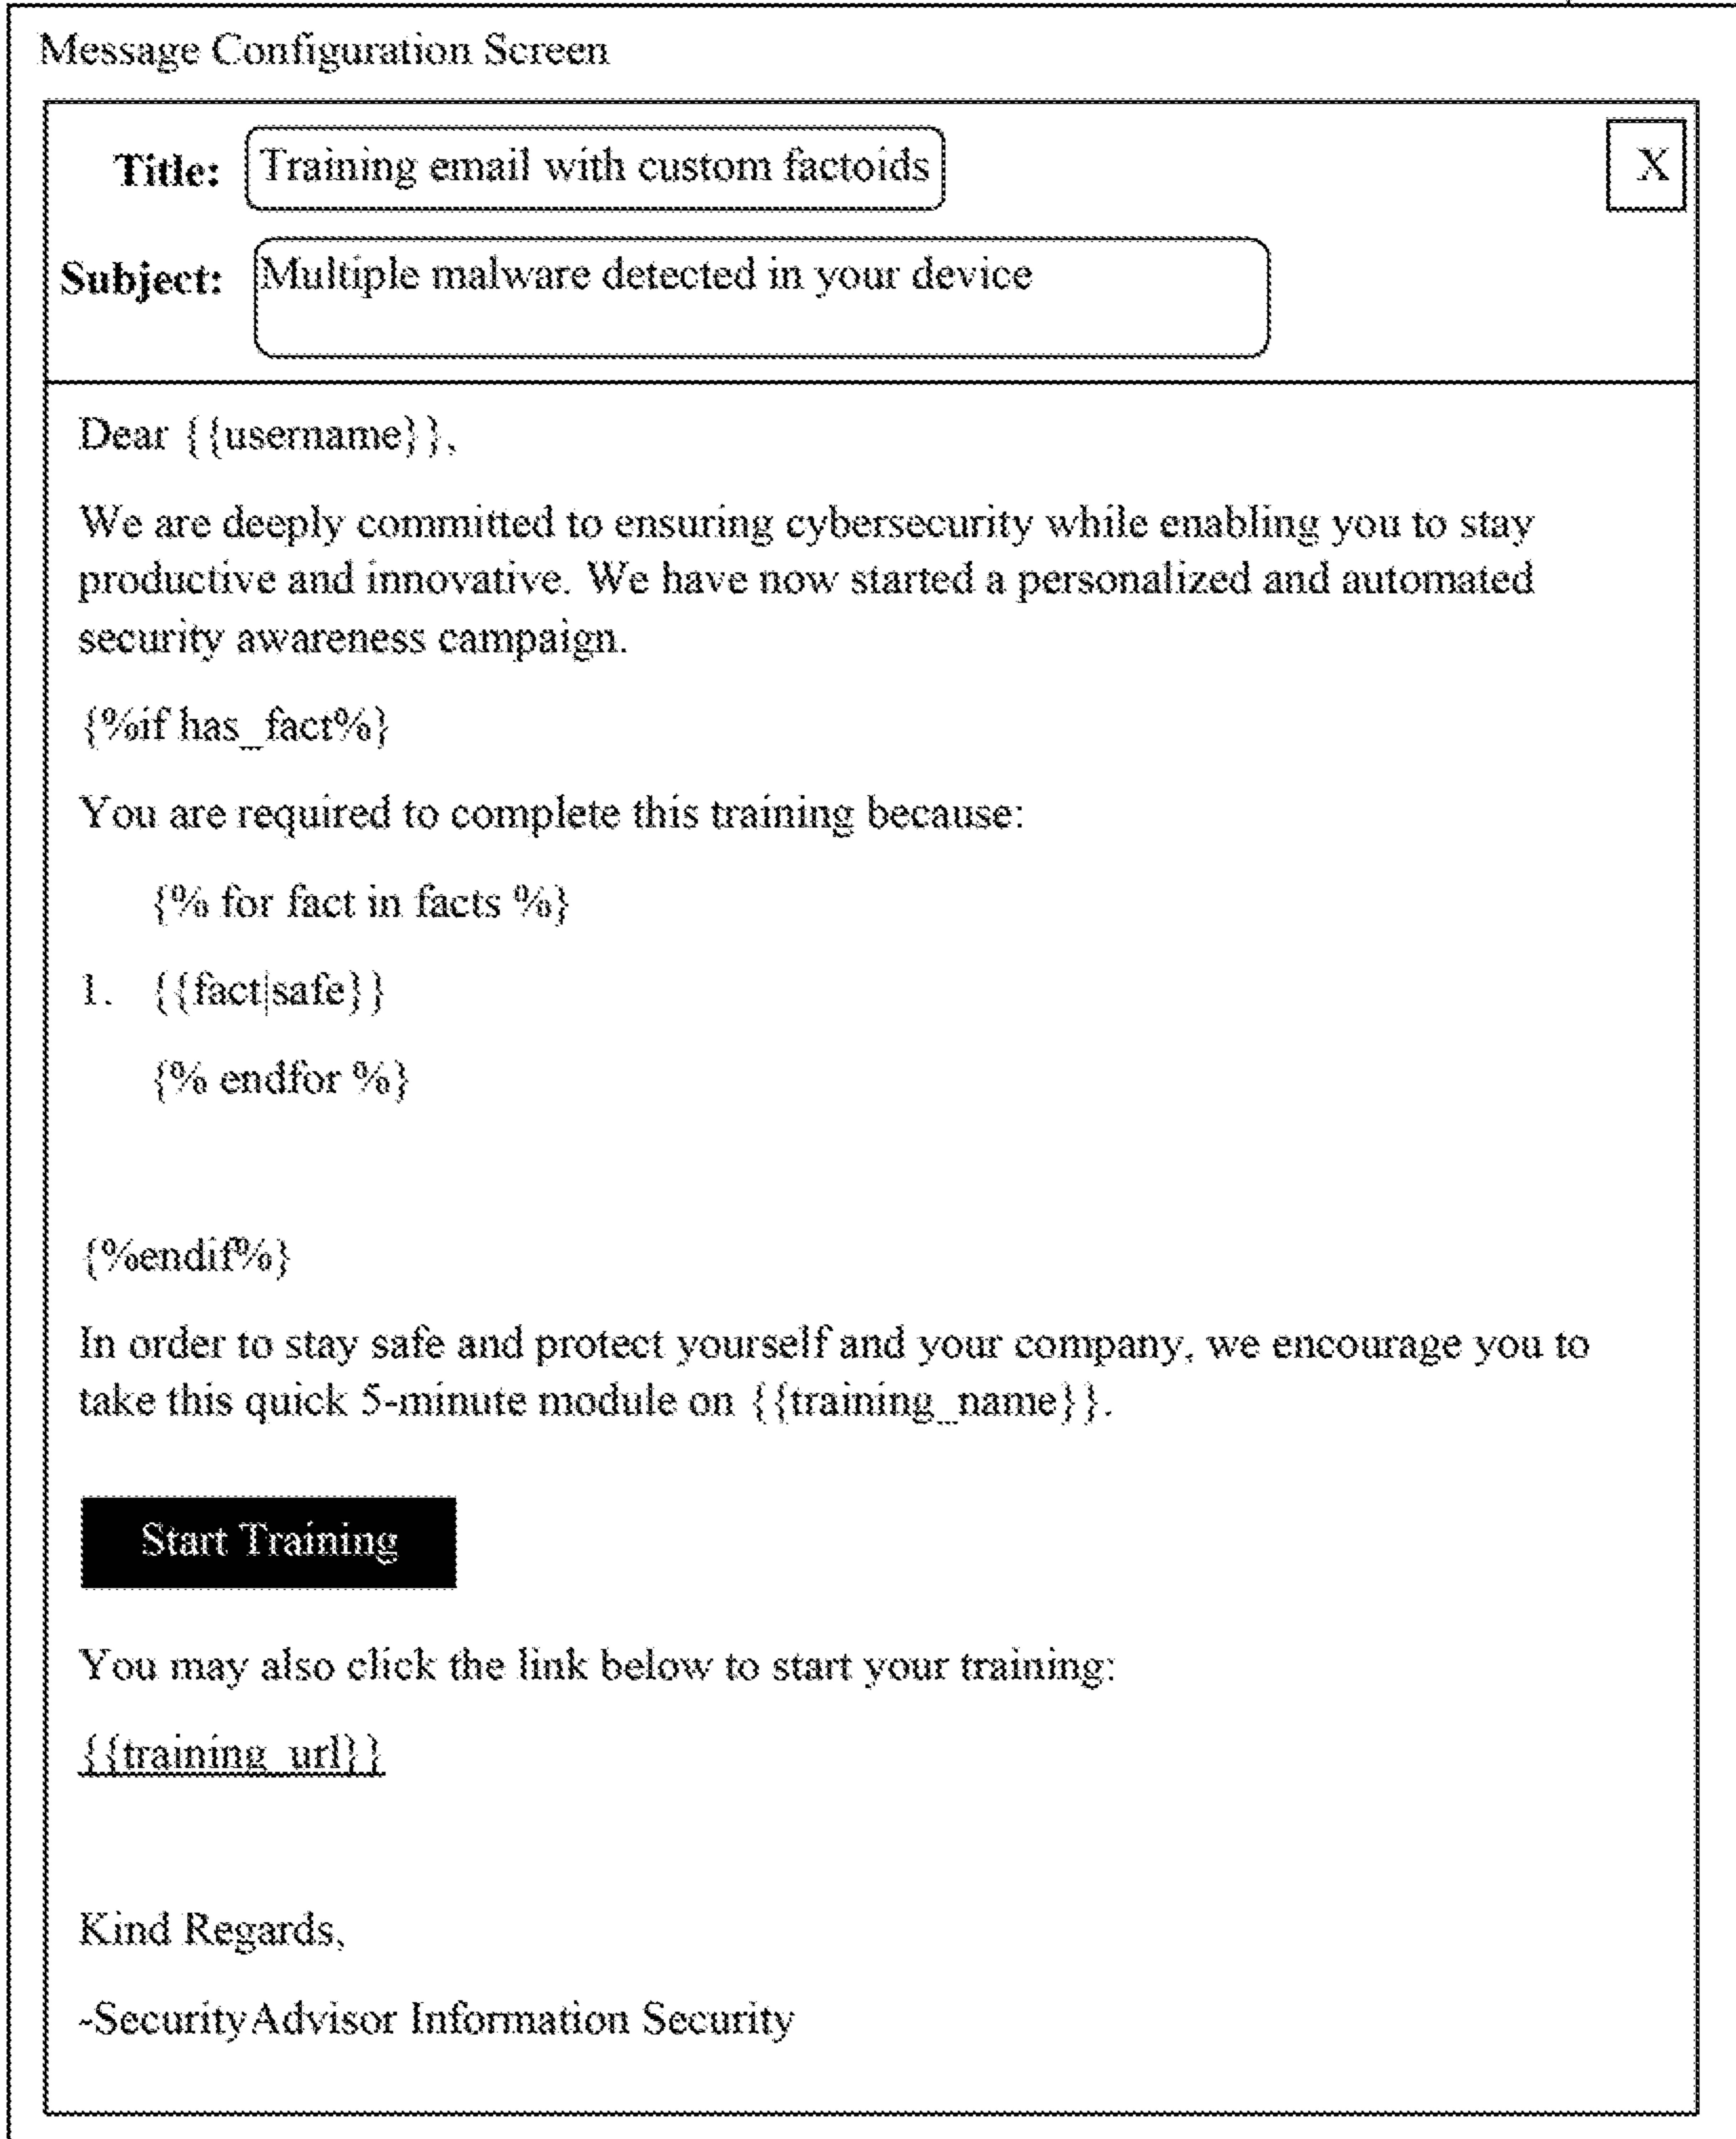 Message Configuration Screen
Title: Training email with custom factoids
X
Subject: Multiple malware detected in your device
Dear {{username}},
We are deeply committed to ensuring cybersecurity while enabling you to stay
productive and innovative. We have now started a personalized and automated
security awareness campaign.
{%if has_fact%}
You are required to complete this training because:
{% for fact in facts %}
1. {{fact|safe}}
{% endfor %}
{%endif%}
In order to stay safe and protect yourself and your company, we encourage you to
take this quick 5-minute module on {{training_name}}.
Start Training
You may also click the link below to start your training:
{{training_url}}
Kind Regards,
-SecurityAdvisor Information Security